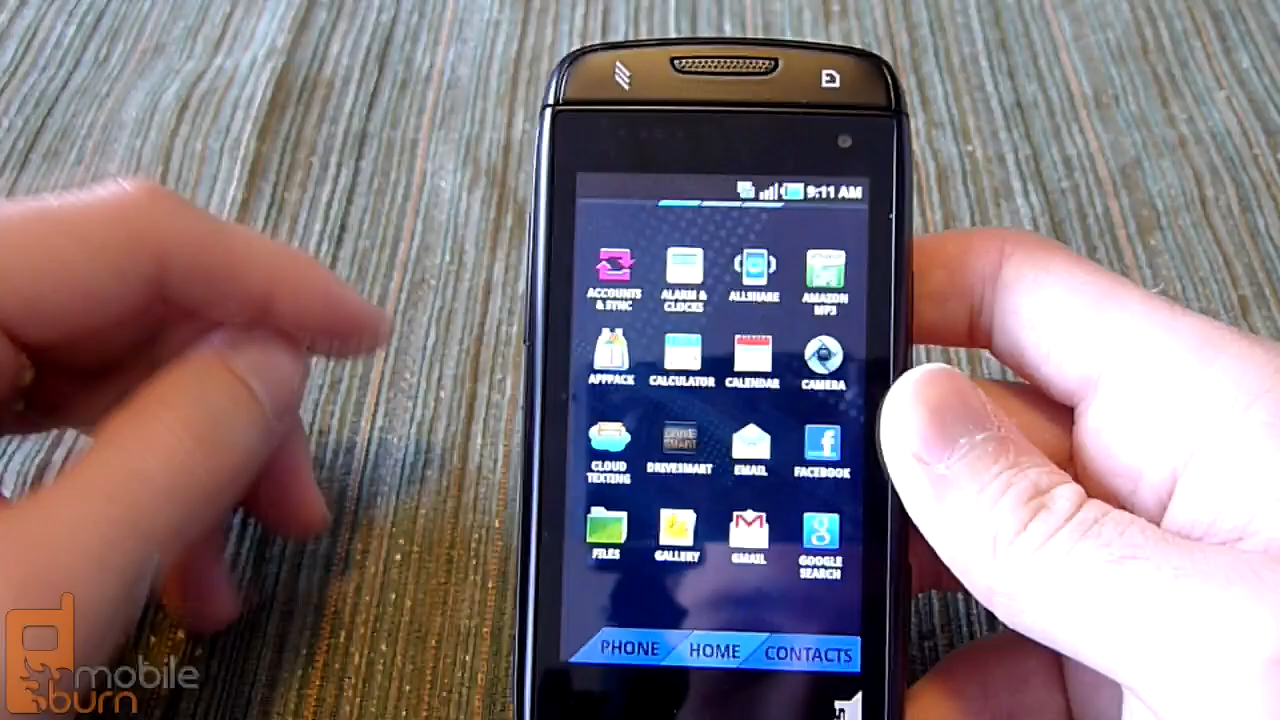 9:11 AM
ACCOUNTS & SYNC
ALARM & CLOCKS
ALLSHARE
AMAZON MP3
APPPACK
CALCULATOR
CALENDAR
CAMERA
CLOUD TEXTING
DRIVESMART
EMAIL
FACEBOOK
FILES
GALLERY
GMAIL
GOOGLE SEARCH
PHONE
HOME
CONTACTS
mobile
burn